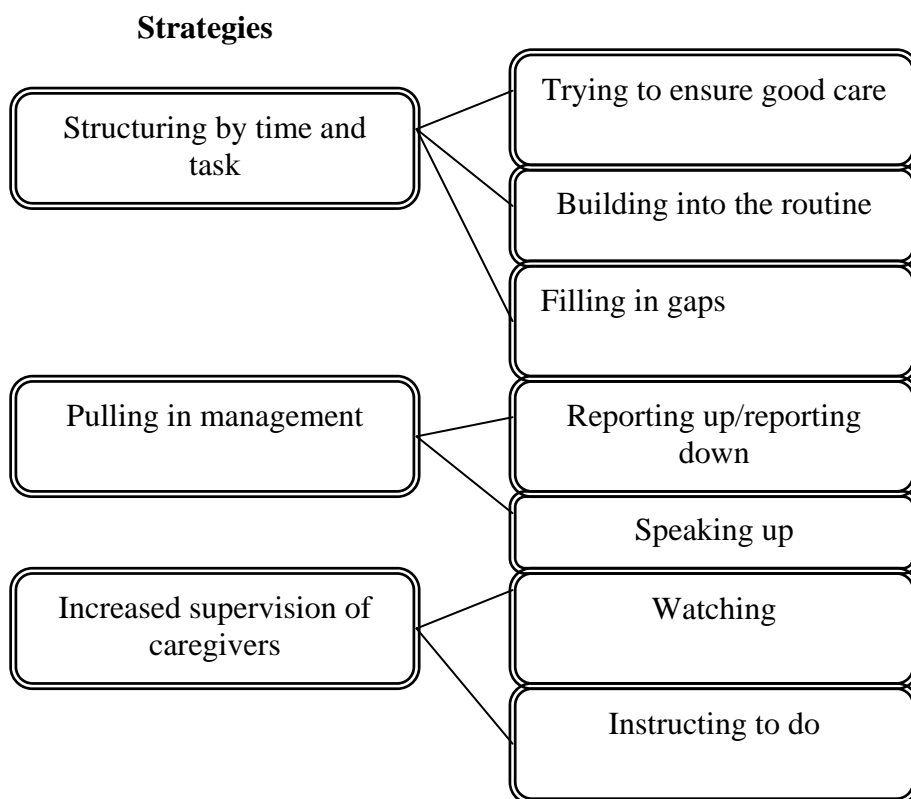 Strategies
Structuring by time and
task
Trying to ensure good care
Building into the routine
Filling in gaps
Pulling in management
Reporting up/reporting
down
Speaking up
Increased supervision of
caregivers
Watching
Instructing to do